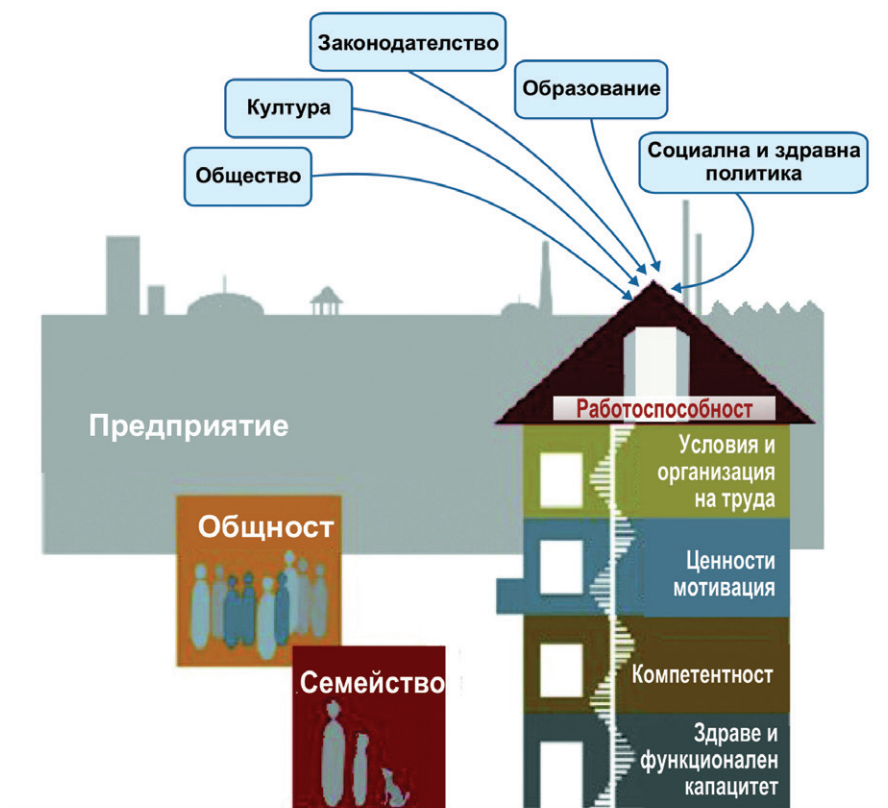 Законодателство
Образование
Култура
Социална и здравна
политика
Общество
Работоспособност
Предприятие
Условия и
организация
на труда
Общност
Ценности
мотивация
Компетентност
Семейство
Здраве и
функционален
капацитет